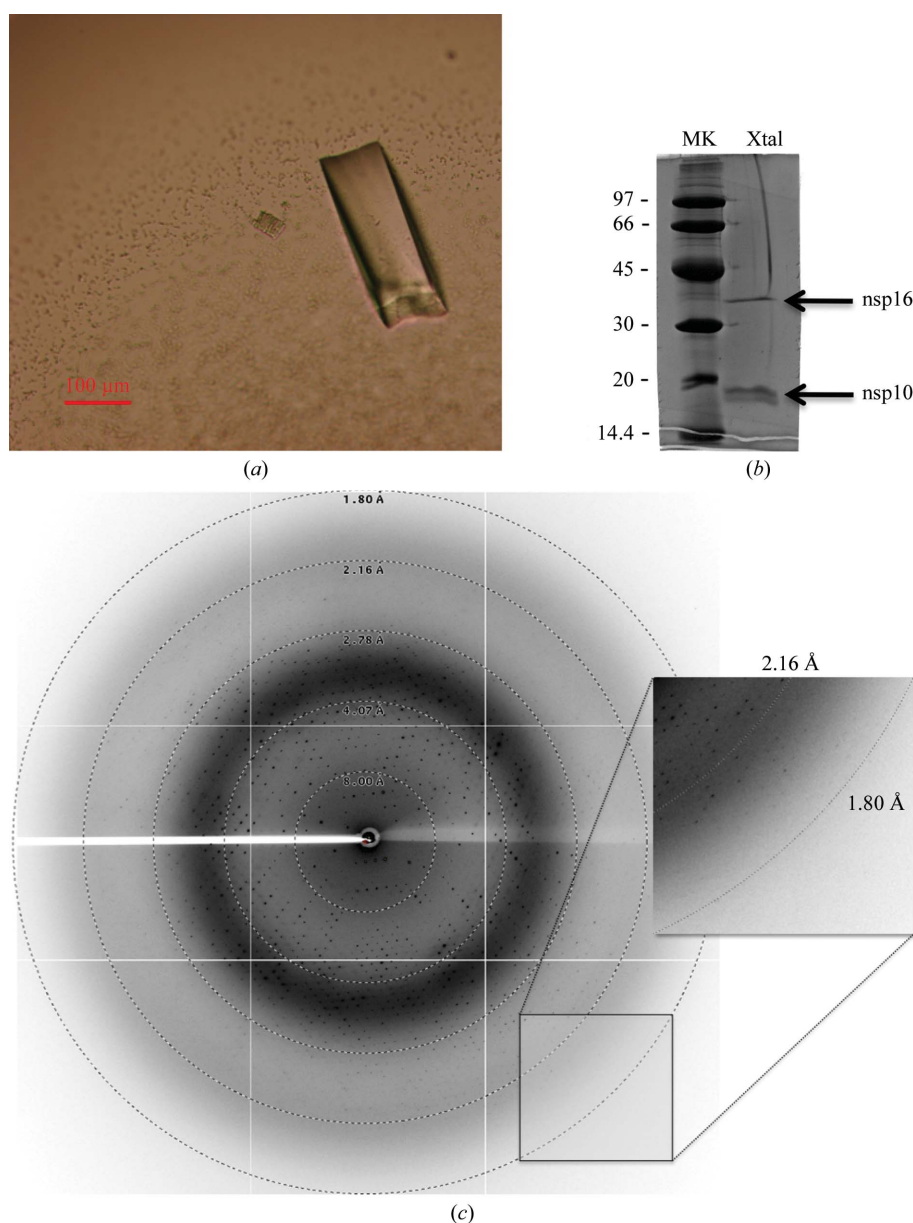 100 µm
(a)
MK Xtal
97 -
66 -
45 -
nsp16
30 -
20 -
nsp10
14.4 -
(b)
1.80 Å
2.16 Å
2.78 Å
4.07 Å
8.00 Å
2.16 Å
1.80 Å
(c)